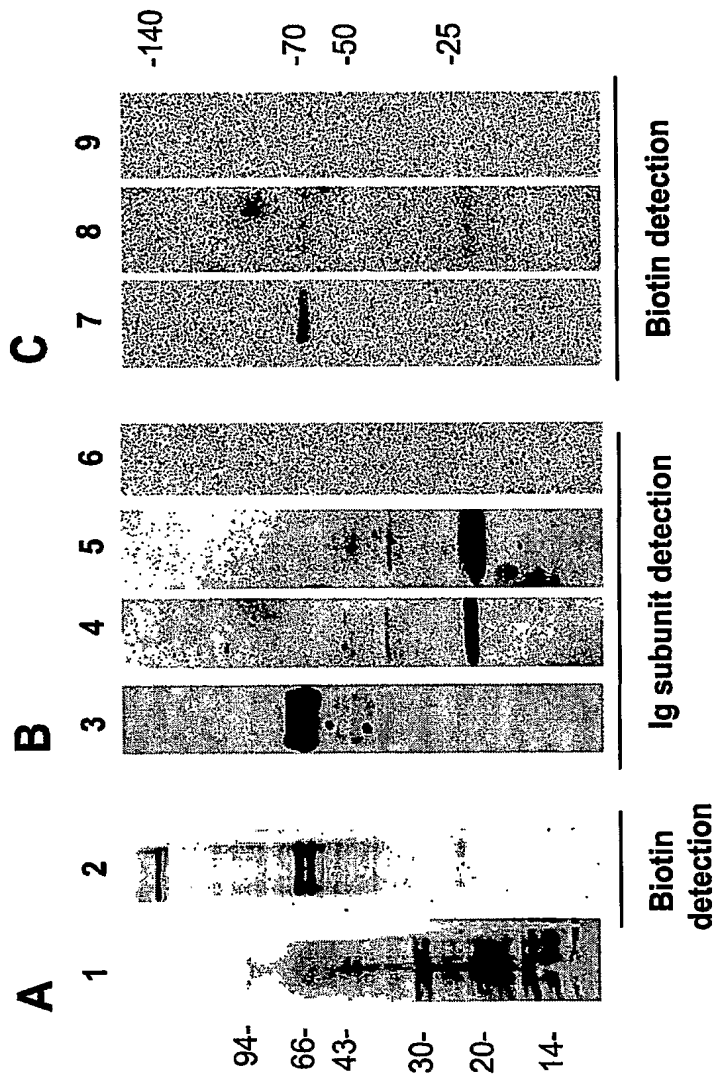 A
B
C
1
2
3
4
5
6
7
8
9
94-
66-
43-
30-
20-
14-
-140
-70
-50
-25
Biotin
detection
Ig subunit detection
Biotin detection